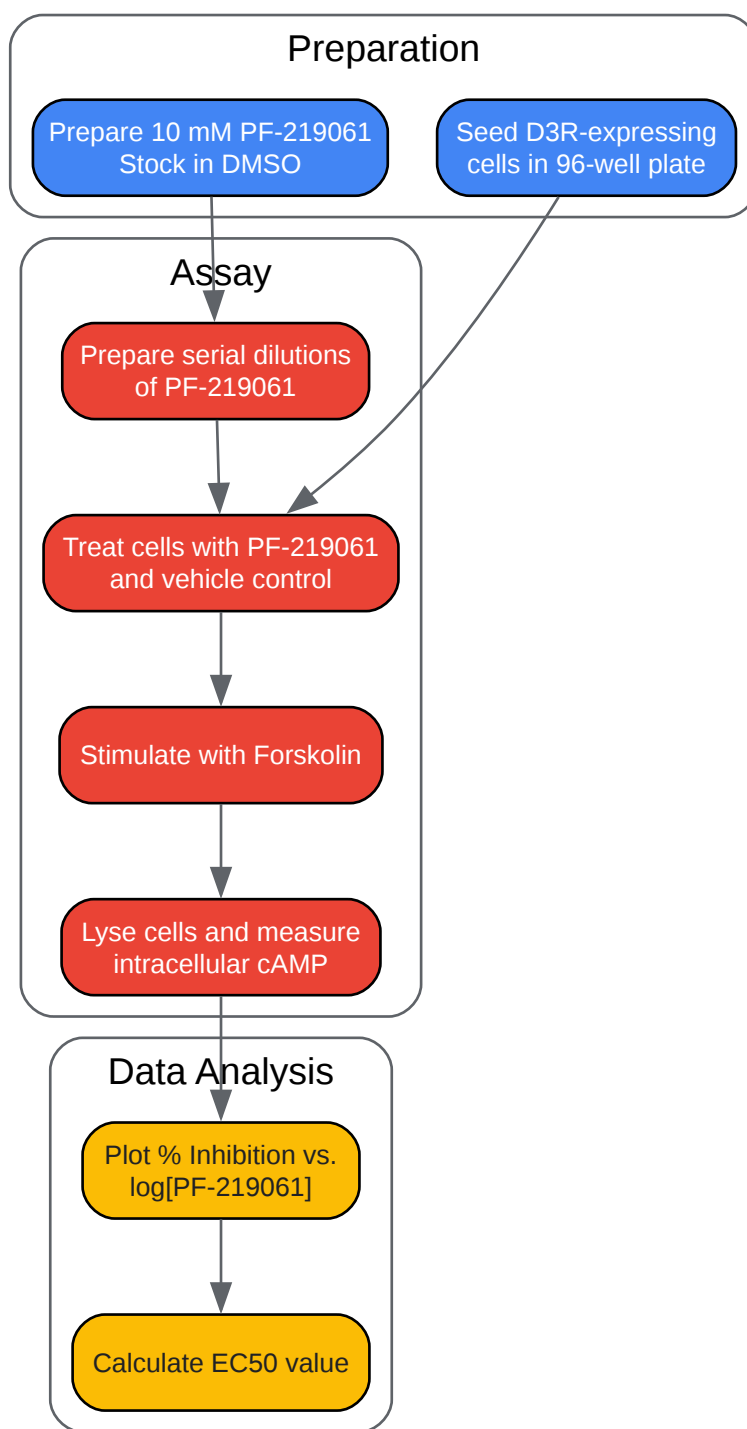 Preparation
Prepare 10 mM PF-219061
Stock in DMSO
Seed D3R-expressing
cells in 96-well plate
Assay
Prepare serial dilutions
of PF-219061
Treat cells with PF-219061
and vehicle control
Stimulate with Forskolin
Lyse cells and measure
intracellular cAMP
Data Analysis
Plot % Inhibition vs.
log[PF-219061]
Calculate EC50 value